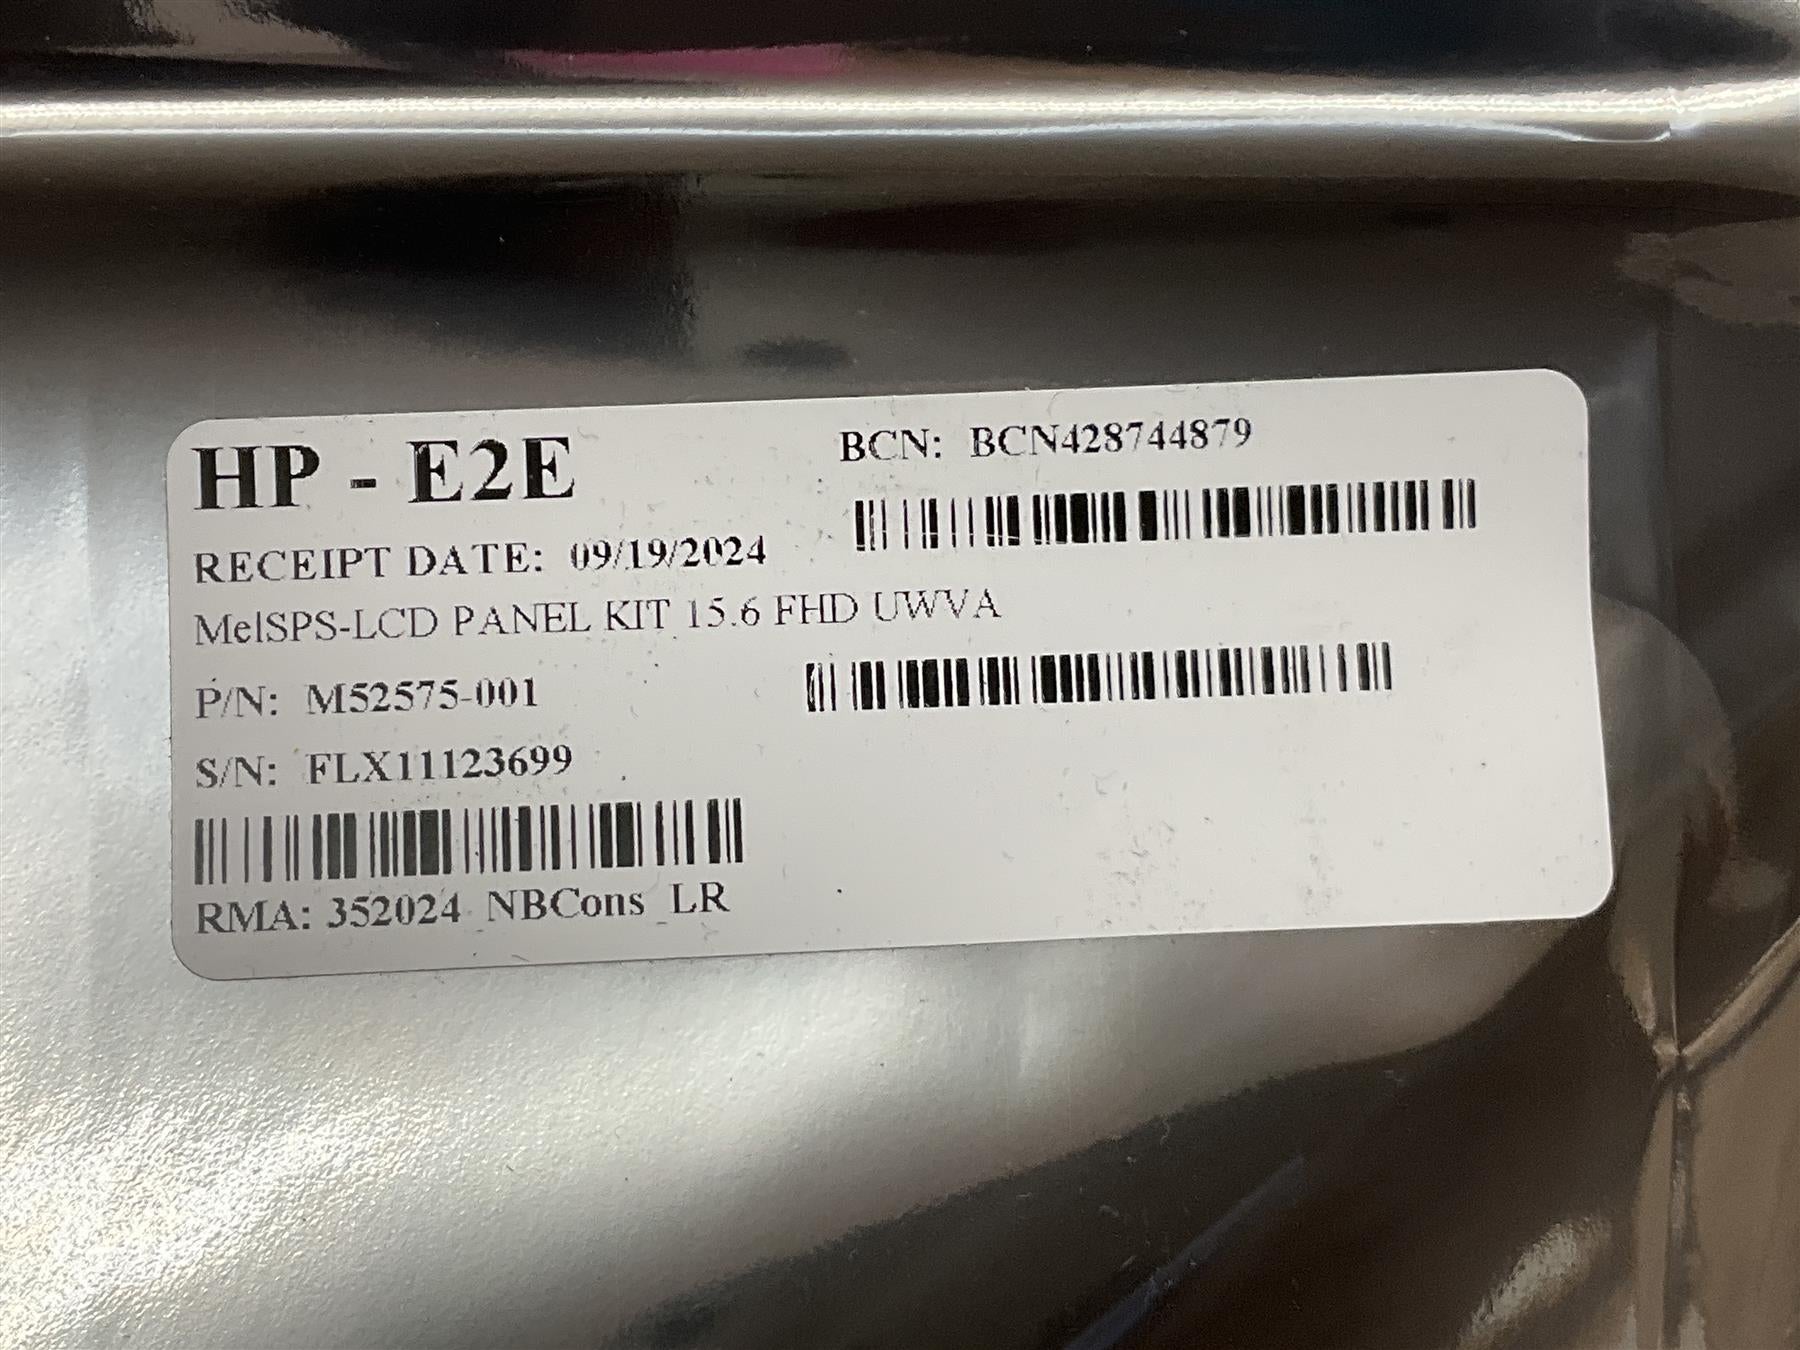 HP - E2E
BCN: BCN428744879
RECEIPT DATE: 09/19/2024
MelSPS-LCD PANEL KIT 15.6 FHD UWVA
P/N: M52575-001
S/N: FLX11123699
RMA: 352024 NBCons_LR